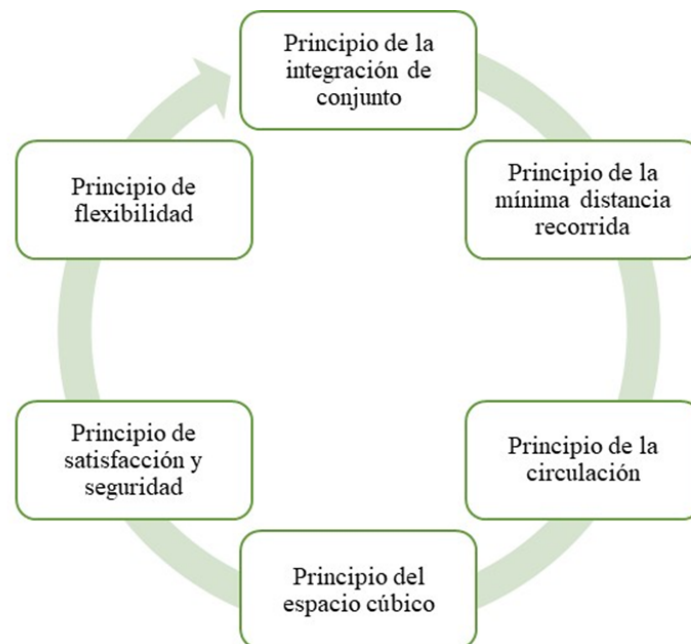 Principio de la
integración de
conjunto
Principio de la
mínima distancia
recorrida
Principio de la
circulación
Principio del
espacio cúbico
Principio de
satisfacción y
seguridad
Principio de
flexibilidad